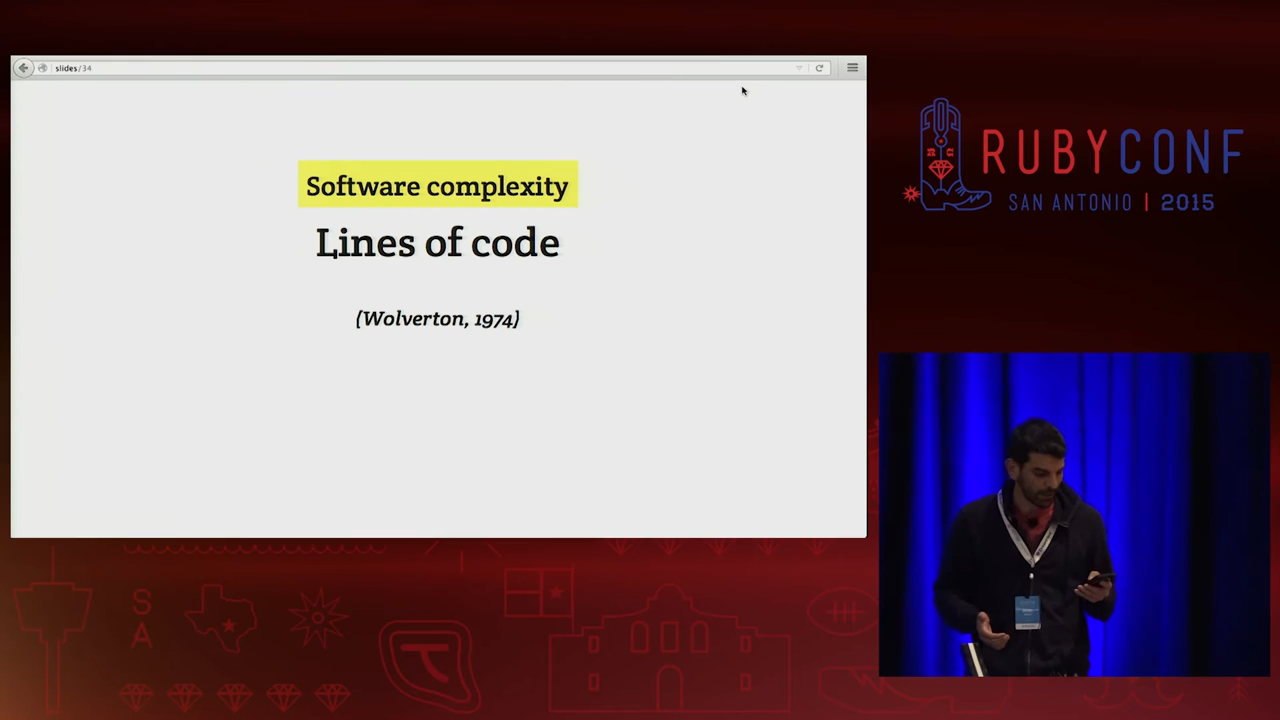 slides/34
Software complexity
Lines of code
(Wolverton, 1974)
RUBYCONF
SAN ANTONIO | 2015
S
A